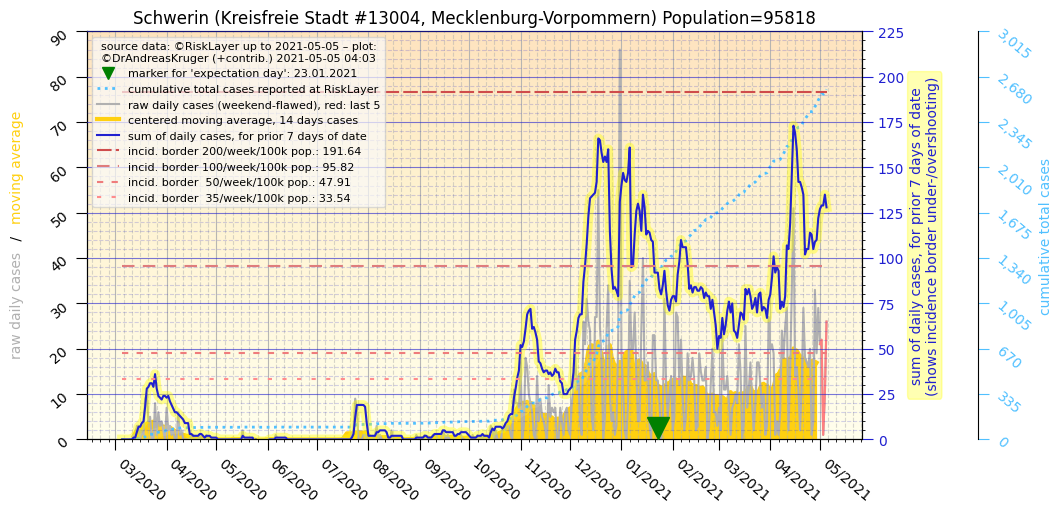 Schwerin (Kreisfreie Stadt #13004, Mecklenburg-Vorpommern) Population=95818
source data: ©RiskLayer up to 2021-05-05 – plot:
©DrAndreasKruger (+contrib.) 2021-05-05 04:03
marker for 'expectation day': 23.01.2021
cumulative total cases reported at RiskLayer
raw daily cases (weekend-flawed), red: last 5
centered moving average, 14 days cases
sum of daily cases, for prior 7 days of date
incid. border 200/week/100k pop.: 191.64
incid. border 100/week/100k pop.: 95.82
incid. border  50/week/100k pop.: 47.91
incid. border  35/week/100k pop.: 33.54
raw daily cases  /  moving average
90
80
70
60
50
40
30
20
10
0
03/2020
04/2020
05/2020
06/2020
07/2020
08/2020
09/2020
10/2020
11/2020
12/2020
01/2021
02/2021
03/2021
04/2021
05/2021
225
200
175
150
125
100
75
50
25
0
sum of daily cases, for prior 7 days of date
(shows incidence border under-/overshooting)
3,015
2,680
2,345
2,010
1,675
1,340
1,005
670
335
0
cumulative total cases